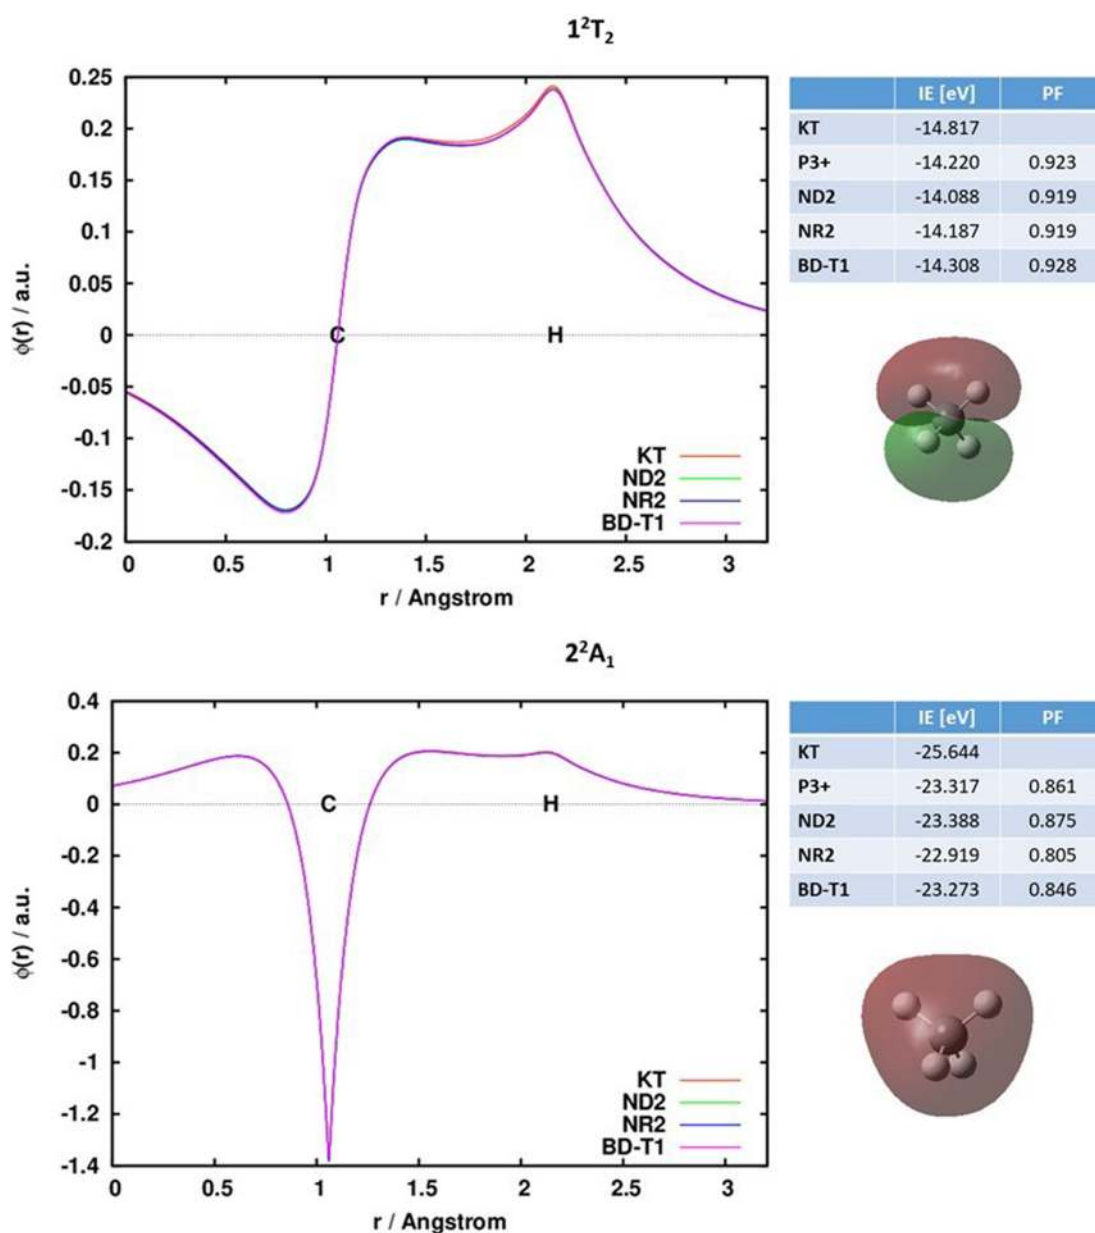 1²T₂
0.25
0.2
0.15
0.1
0.05
0
-0.05
-0.1
-0.15
-0.2
ϕ(r) / a.u.
C
H
KT
ND2
NR2
BD-T1
0 0.5 1 1.5 2 2.5 3
r / Angstrom
IE [eV] PF
KT -14.817
P3+ -14.220 0.923
ND2 -14.088 0.919
NR2 -14.187 0.919
BD-T1 -14.308 0.928
2²A₁
0.4
0.2
0
-0.2
-0.4
-0.6
-0.8
-1
-1.2
-1.4
ϕ(r) / a.u.
C
H
KT
ND2
NR2
BD-T1
0 0.5 1 1.5 2 2.5 3
r / Angstrom
IE [eV] PF
KT -25.644
P3+ -23.317 0.861
ND2 -23.388 0.875
NR2 -22.919 0.805
BD-T1 -23.273 0.846